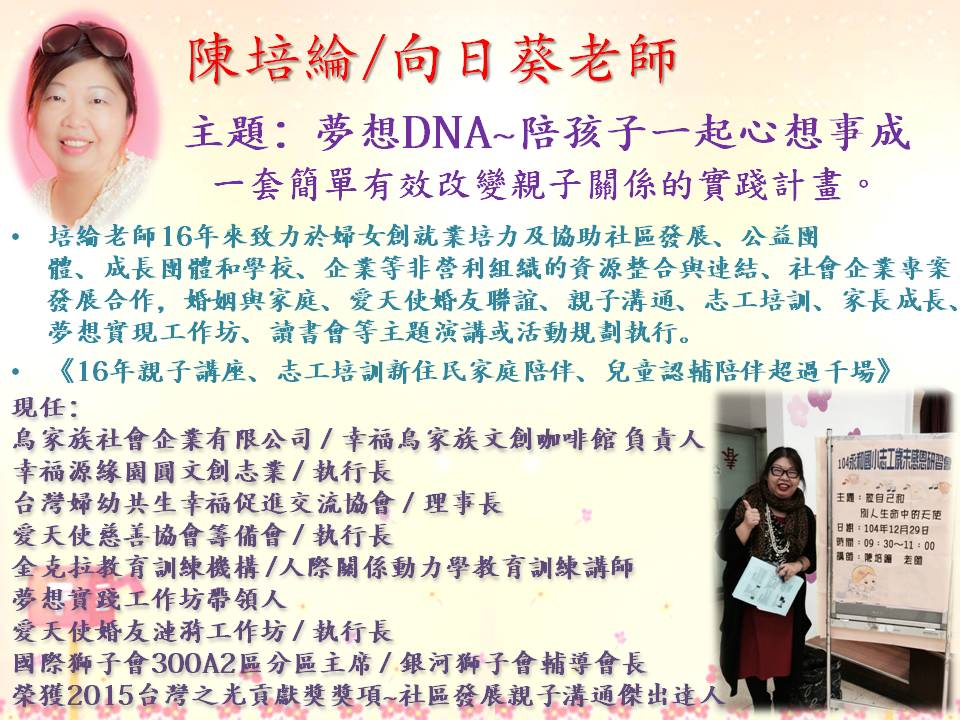 陳培綸/向日葵老師
主題：夢想DNA~陪孩子一起心想事成
一套簡單有效改變親子關係的實踐計畫。
• 培綸老師16年來致力於婦女創就業培力及協助社區發展、公益團
體、成長團體和學校、企業等非營利組織的資源整合與連結、社會企業專案
發展合作，婚姻與家庭、愛天使婚友聯誼、親子溝通、志工培訓、家長成長、
夢想實現工作坊、讀書會等主題演講或活動規劃執行。
• 《16年親子講座、志工培訓新住民家庭陪伴、兒童認輔陪伴超過千場》
現任：
鳥家族社會企業有限公司 / 幸福鳥家族文創咖啡館 負責人
幸福源緣園圓文創志業 / 執行長
台灣婦幼共生幸福促進交流協會 / 理事長
愛天使慈善協會籌備會 / 執行長
金克拉教育訓練機構 /人際關係動力學教育訓練講師
夢想實踐工作坊帶領人
愛天使婚友漣漪工作坊 / 執行長
國際獅子會300A2區分區主席 / 銀河獅子會輔導會長
榮獲2015台灣之光貢獻獎獎項~社區發展親子溝通傑出達人
春
104永和國小志工歲末感恩研習會
主題：做自己和
別人生命中的天使
日期：104年12月29日
時間：09：30～11：00
講師：陳培綸 老師